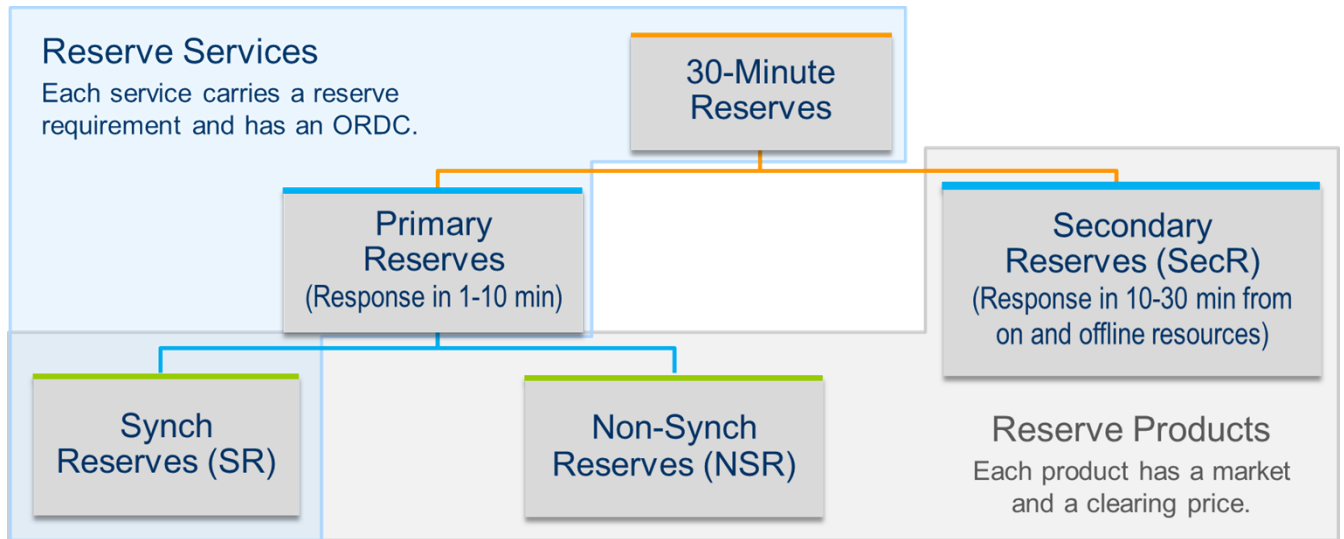 Reserve Services
Each service carries a reserve
requirement and has an ORDC.
30-Minute
Reserves
Primary
Reserves
(Response in 1-10 min)
Secondary
Reserves (SecR)
(Response in 10-30 min from
on and offline resources)
Synch
Reserves (SR)
Non-Synch
Reserves (NSR)
Reserve Products
Each product has a market
and a clearing price.